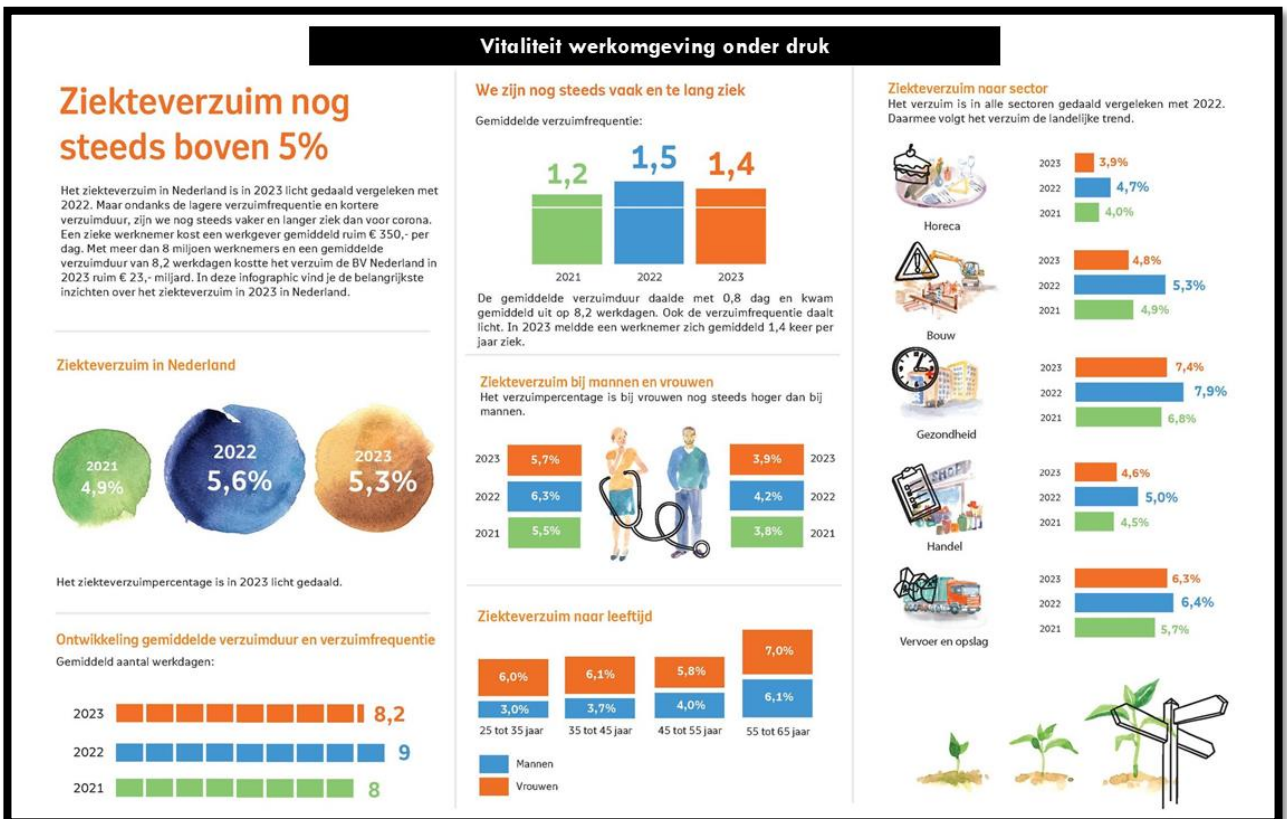 Vitaliteit werkomgeving onder druk
Ziekteverzuim nog
steeds boven 5%
Het ziekteverzuim in Nederland is in 2023 licht gedaald vergeleken met
2022. Maar ondanks de lagere verzuimfrequentie en kortere
verzuimduur, zijn we nog steeds vaker en langer ziek dan voor corona.
Een zieke werknemer kost een werkgever gemiddeld ruim € 350,- per
dag. Met meer dan 8 miljoen werknemers en een gemiddelde
verzuimduur van 8,2 werkdagen kostte het verzuim de BV Nederland in
2023 ruim € 23,- miljard. In deze infographic vind je de belangrijkste
inzichten over het ziekteverzuim in 2023 in Nederland.
Ziekteverzuim in Nederland
2021
4,9%
2022
5,6%
2023
5,3%
Het ziekteverzuimpercentage is in 2023 licht gedaald.
Ontwikkeling gemiddelde verzuimduur en verzuimfrequentie
Gemiddeld aantal werkdagen:
2023 8,2
2022 9
2021 8
We zijn nog steeds vaak en te lang ziek
Gemiddelde verzuimfrequentie:
1,2 1,5 1,4
2021 2022 2023
De gemiddelde verzuimduur daalde met 0,8 dag en kwam
gemiddeld uit op 8,2 werkdagen. Ook de verzuimfrequentie daalt
licht. In 2023 meldde een werknemer zich gemiddeld 1,4 keer per
jaar ziek.
Ziekteverzuim bij mannen en vrouwen
Het verzuimpercentage is bij vrouwen nog steeds hoger dan bij
mannen.
2023 5,7% 3,9% 2023
2022 6,3% 4,2% 2022
2021 5,5% 3,8% 2021
Ziekteverzuim naar leeftijd
6,0% 6,1% 5,8% 7,0%
3,0% 3,7% 4,0% 6,1%
25 tot 35 jaar 35 tot 45 jaar 45 tot 55 jaar 55 tot 65 jaar
Mannen
Vrouwen
Ziekteverzuim naar sector
Het verzuim is in alle sectoren gedaald vergeleken met 2022.
Daarmee volgt het verzuim de landelijke trend.
2023 3,9%
2022 4,7%
2021 4,0%
Horeca
2023 4,8%
2022 5,3%
2021 4,9%
Bouw
2023 7,4%
2022 7,9%
2021 6,8%
Gezondheid
2023 4,6%
2022 5,0%
2021 4,5%
Handel
2023 6,3%
2022 6,4%
2021 5,7%
Vervoer en opslag